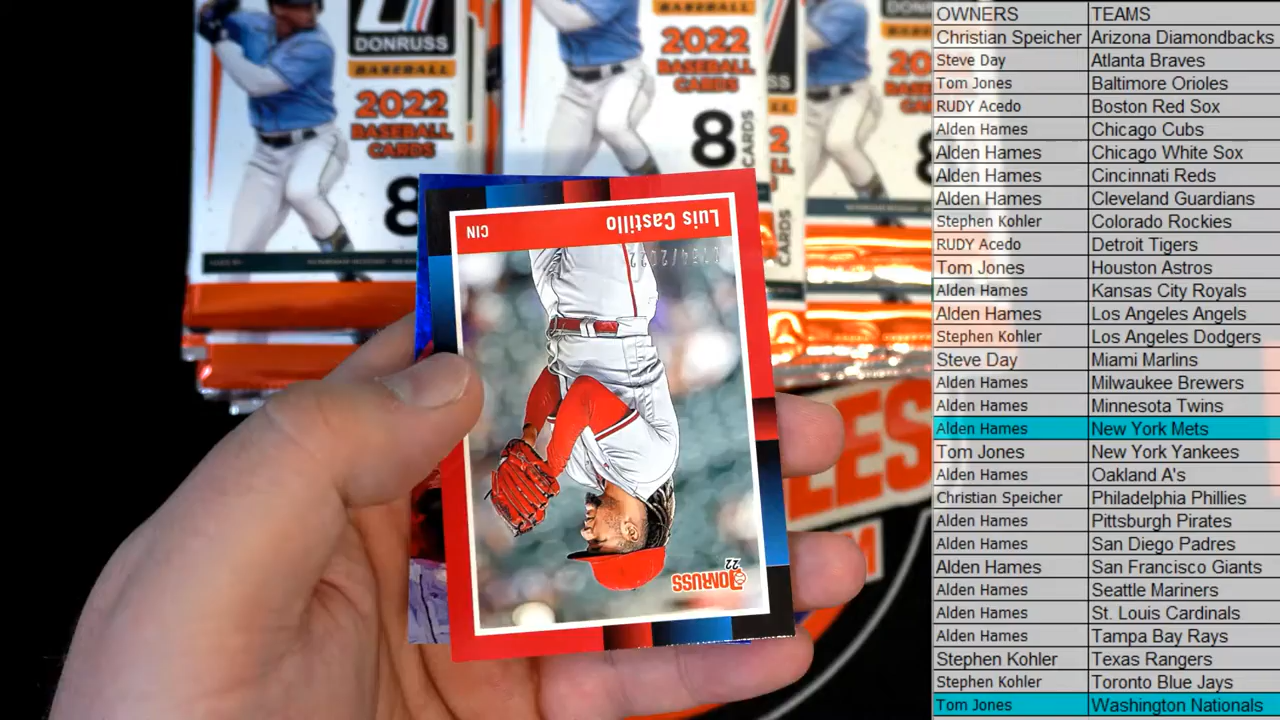 DONRUSS
BASEBALL
2022
BASEBALL
CARDS
8
BASEBALL
2022
BASEBALL
CARDS
8
CARDS
CARDS
Luis Castillo
CIN
DONRUSS
22
OWNERS TEAMS
Christian Speicher Arizona Diamondbacks
Steve Day Atlanta Braves
Tom Jones Baltimore Orioles
RUDY Acedo Boston Red Sox
Alden Hames Chicago Cubs
Alden Hames Chicago White Sox
Alden Hames Cincinnati Reds
Alden Hames Cleveland Guardians
Stephen Kohler Colorado Rockies
RUDY Acedo Detroit Tigers
Tom Jones Houston Astros
Alden Hames Kansas City Royals
Alden Hames Los Angeles Angels
Stephen Kohler Los Angeles Dodgers
Steve Day Miami Marlins
Alden Hames Milwaukee Brewers
Alden Hames Minnesota Twins
Alden Hames New York Mets
Tom Jones New York Yankees
Alden Hames Oakland A's
Christian Speicher Philadelphia Phillies
Alden Hames Pittsburgh Pirates
Alden Hames San Diego Padres
Alden Hames San Francisco Giants
Alden Hames Seattle Mariners
Alden Hames St. Louis Cardinals
Alden Hames Tampa Bay Rays
Stephen Kohler Texas Rangers
Stephen Kohler Toronto Blue Jays
Tom Jones Washington Nationals